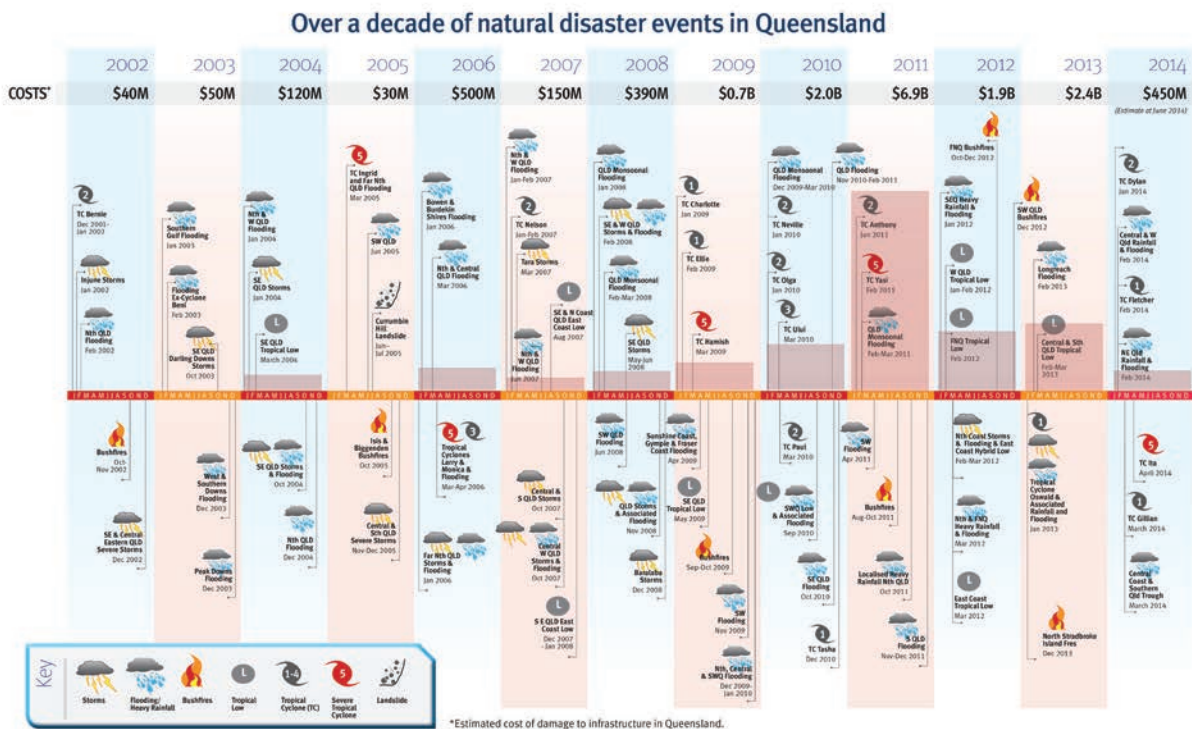 Over a decade of natural disaster events in Queensland
2002 2003 2004 2005 2006 2007 2008 2009 2010 2011 2012 2013 2014
COSTS* $40M $50M $120M $30M $500M $150M $390M $0.7B $2.0B $6.9B $1.9B $2.4B $450M
(Estimate at June 2014)
2
TC Bernie
Dec 2001-
Jan 2002
Injune Storms
Jan 2002
Nth QLD
Flooding
Feb 2002
Southern
Gulf Flooding
Jan 2003
Flooding
Ex-Cyclone
Beni
Feb 2003
SE QLD
Darling Downs
Storms
Oct 2003
Nth &
W QLD
Flooding
Jan 2004
SE
QLD Storms
Jan 2004
L
SE QLD
Tropical Low
March 2004
5
TC Ingrid
and Far Nth
QLD Flooding
Mar 2005
SW QLD
Jun 2005
Currumbin
Hill
Landslide
Jun-
Jul 2005
Bowen &
Burdekin
Shires Flooding
Jan 2006
Nth & Central
QLD Flooding
Mar 2006
Nth &
W QLD
Flooding
Jan-Feb 2007
2
TC Nelson
Jan-Feb 2007
Tara Storms
Mar 2007
L
SE & N Coast
QLD East
Coast Low
Aug 2007
Nth &
W QLD
Flooding
Jun 2007
QLD Monsoonal
Flooding
Jan 2008
SE & W QLD
Storms & Flooding
Feb 2008
QLD Monsoonal
Flooding
Feb-Mar 2008
SE QLD
Storms
May-Jun
2008
1
TC Charlotte
Jan 2009
1
TC Ellie
Feb 2009
5
TC Hamish
Mar 2009
QLD Monsoonal
Flooding
Dec 2009-Mar 2010
2
TC Neville
Jan 2010
2
TC Olga
Jan 2010
3
TC Ului
Mar 2010
QLD Flooding
Nov 2010-Feb 2011
2
TC Anthony
Jan 2011
5
TC Yasi
Feb 2011
QLD
Monsoonal
Flooding
Feb-Mar 2011
FNQ Bushfires
Oct-Dec 2012
SEQ Heavy
Rainfall &
Flooding
Jan 2012
L
W QLD
Tropical Low
Jan-Feb 2012
L
FNQ Tropical
Low
Feb 2012
SW QLD
Bushfires
Dec 2012
Longreach
Flooding
Feb 2013
L
Central & Sth
QLD Tropical
Low
Feb-Mar
2013
2
TC Dylan
Jan 2014
Central & W
Qld Rainfall &
Flooding
Feb 2014
1
TC Fletcher
Feb 2014
NE Qld
Rainfall &
Flooding
Feb 2014
J F M A M J J A S O N D
J F M A M J J A S O N D
J F M A M J J A S O N D
J F M A M J J A S O N D
J F M A M J J A S O N D
J F M A M J J A S O N D
J F M A M J J A S O N D
J F M A M J J A S O N D
J F M A M J J A S O N D
J F M A M J J A S O N D
J F M A M J J A S O N D
J F M A M J J A S O N D
J F M A M J J A S O N D
Bushfires
Oct-
Nov 2002
SE & Central
Eastern QLD
Severe Storms
Dec 2002
West &
Southern
Downs
Flooding
Dec 2003
Peak Downs
Flooding
Dec 2003
SE QLD Storms
& Flooding
Oct 2004
Nth QLD
Flooding
Dec 2004
Isis &
Biggenden
Bushfires
Oct 2005
Central &
Sth QLD
Severe Storms
Nov-Dec 2005
5 3
Tropical
Cyclones
Larry &
Monica &
Flooding
Mar-Apr 2006
Far Nth QLD
Storms &
Flooding
Jan 2006
Central &
S QLD Storms
Oct 2007
Central
W QLD
Storms &
Flooding
Oct 2007
L
S E QLD East
Coast Low
Dec 2007
-Jan 2008
SW QLD
Flooding
Jun 2008
QLD Storms
& Associated
Flooding
Nov 2008
Baralaba
Storms
Dec 2008
Sunshine Coast,
Gympie & Fraser
Coast Flooding
Apr 2009
L
SE QLD
Tropical Low
May 2009
Bushfires
Sep-Oct 2009
SW
Flooding
Nov 2009
Nth, Central
& SWQ Flooding
Dec 2009-
Jan 2010
2
TC Paul
Mar 2010
L
SWQ Low
& Associated
Flooding
Sep 2010
SE QLD
Flooding
Oct 2010
1
TC Tasha
Dec 2010
SW
Flooding
Apr 2011
Bushfires
Aug-Oct 2011
Localised Heavy
Rainfall Nth QLD
Oct 2011
S QLD
Flooding
Nov-Dec 2011
Nth Coast Storms
& Flooding & East
Coast Hybrid Low
Feb-Mar 2012
Nth & FNQ
Heavy Rainfall
& Flooding
Mar 2012
L
East Coast
Tropical Low
Mar 2012
1
Tropical
Cyclone
Oswald &
Associated
Rainfall and
Flooding
Jan 2013
North Stradbroke
Island Fires
Dec 2013
5
TC Ita
April 2014
1
TC Gillian
March 2014
Central
Coast &
Southern
Qld Trough
March 2014
Key
Storms
Flooding/
Heavy Rainfall
Bushfires
L
Tropical
Low
1-4
Tropical
Cyclone (TC)
5
Severe
Tropical
Cyclone
Landslide
*Estimated cost of damage to infrastructure in Queensland.